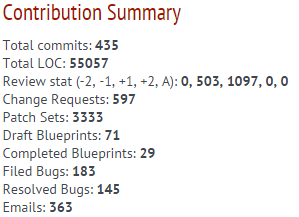 Contribution Summary
Total commits: 435
Total LOC: 55057
Review stat (-2, -1, +1, +2, A): 0, 503, 1097, 0, 0
Change Requests: 597
Patch Sets: 3333
Draft Blueprints: 71
Completed Blueprints: 29
Filed Bugs: 183
Resolved Bugs: 145
Emails: 363